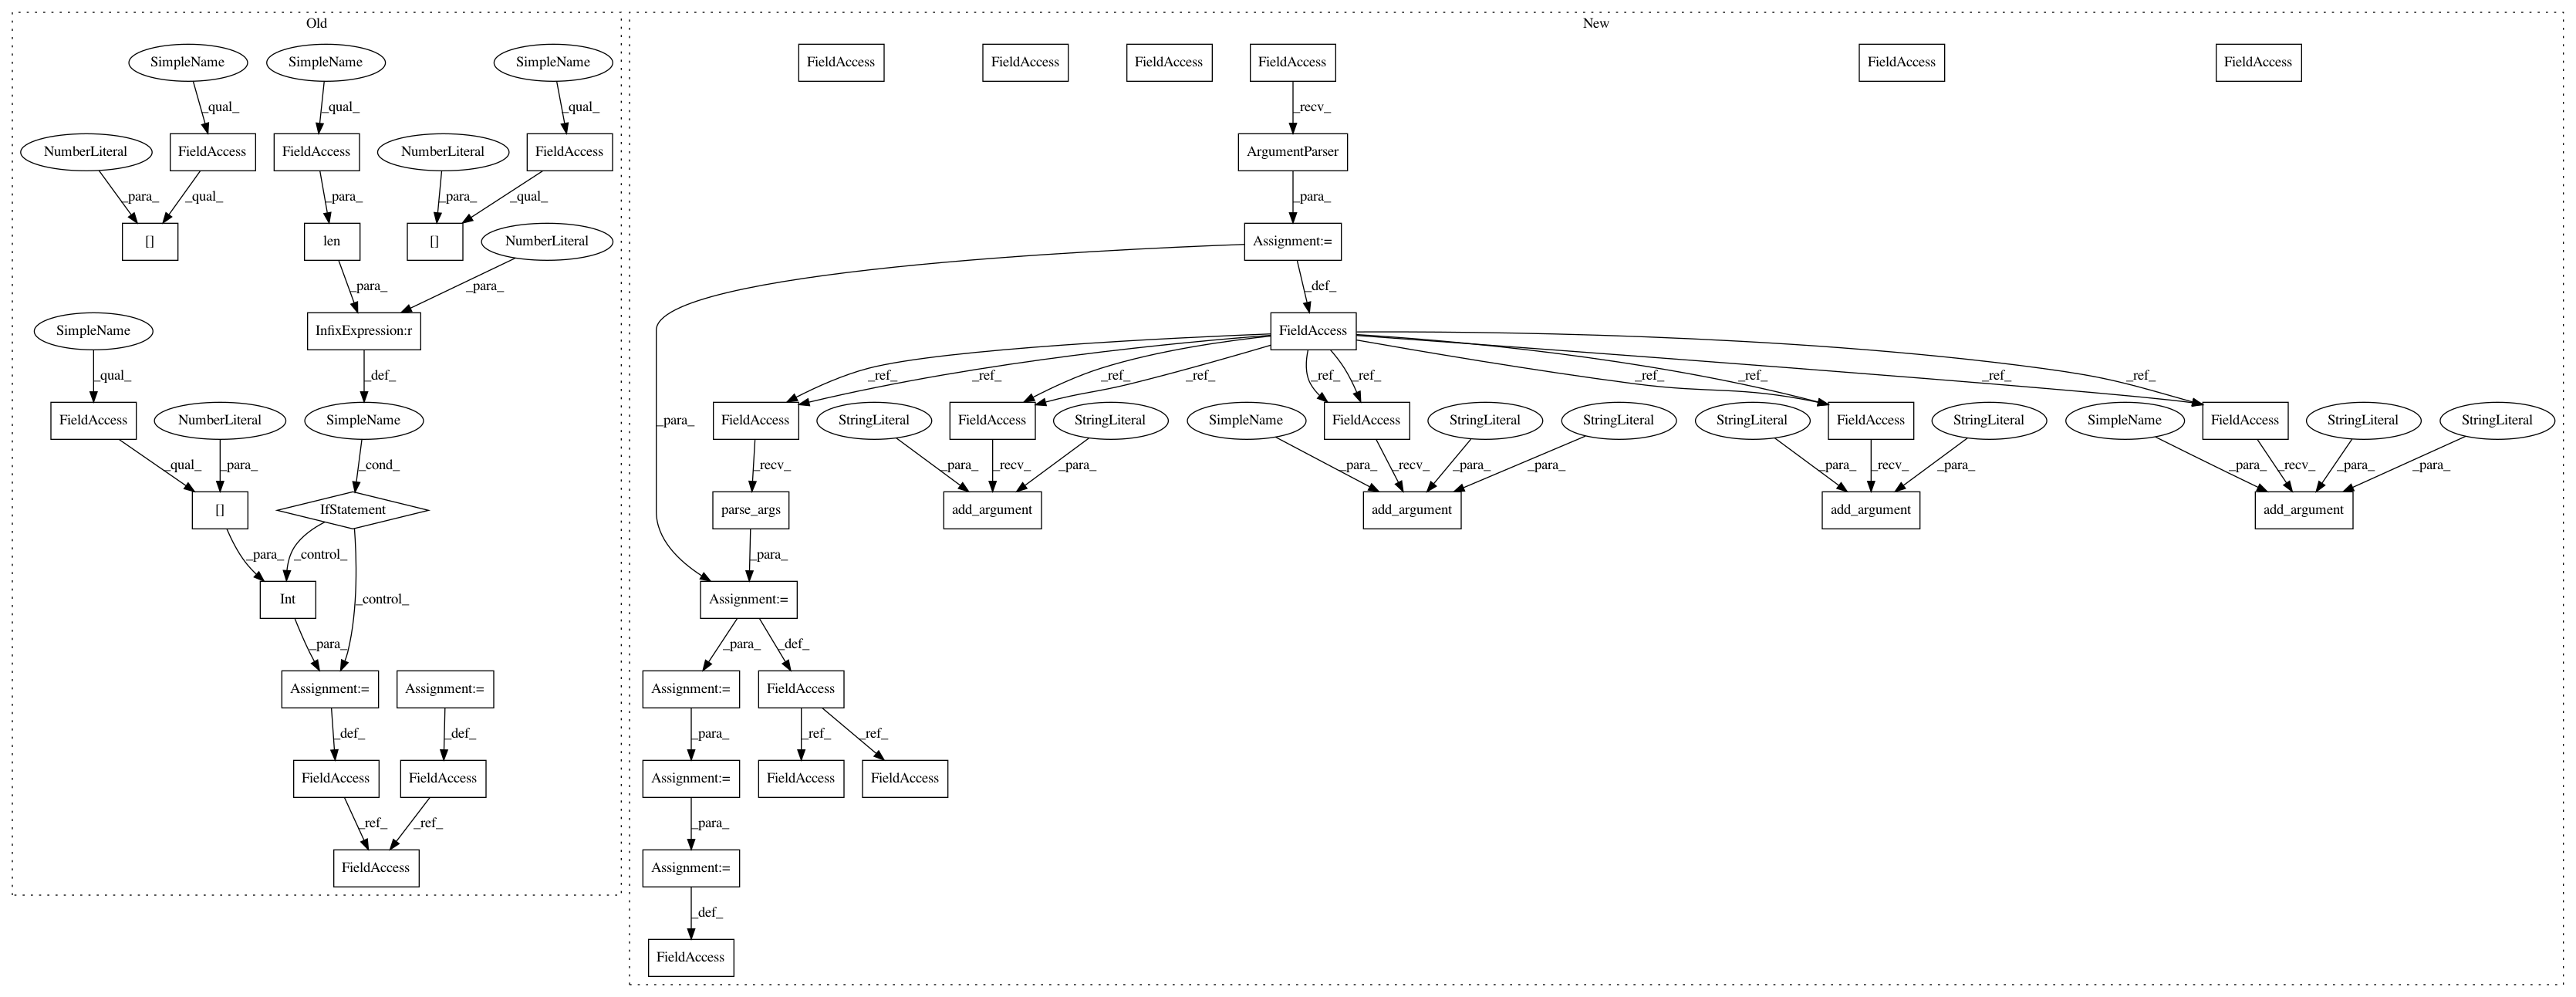 Old New
SimpleName SimpleName SimpleName FieldAccess FieldAccess FieldAccess FieldAccess FieldAccess FieldAccess
_qual_ _qual_ _qual_ _recv_
NumberLiteral FieldAccess FieldAccess NumberLiteral FieldAccess ArgumentParser
_para_ _qual_ _para_ _para_ _qual_ _para_
[] len [] NumberLiteral Assignment:=
_para_ _para_ _def_
SimpleName InfixExpression:r FieldAccess
_qual_ _def_ _ref_ _ref_ _ref_ _ref_ _ref_ _ref_ _ref_ _ref_ _ref_ _ref_
FieldAccess NumberLiteral SimpleName _para_ FieldAccess StringLiteral FieldAccess StringLiteral SimpleName FieldAccess StringLiteral StringLiteral StringLiteral FieldAccess StringLiteral SimpleName FieldAccess StringLiteral StringLiteral
_qual_ _para_ _cond_ _recv_ _para_ _recv_ _para_ _para_ _recv_ _para_ _para_ _para_ _recv_ _para_ _para_ _recv_ _para_ _para_
[] IfStatement parse_args add_argument add_argument add_argument add_argument
_para_ _control_ _para_
Int _control_ Assignment:=
_para_ _para_ _def_
Assignment:= Assignment:= Assignment:= FieldAccess
_def_ _def_ _para_ _ref_ _ref_
FieldAccess FieldAccess Assignment:= FieldAccess FieldAccess
_ref_ _ref_ _para_
FieldAccess Assignment:=
_def_
FieldAccess